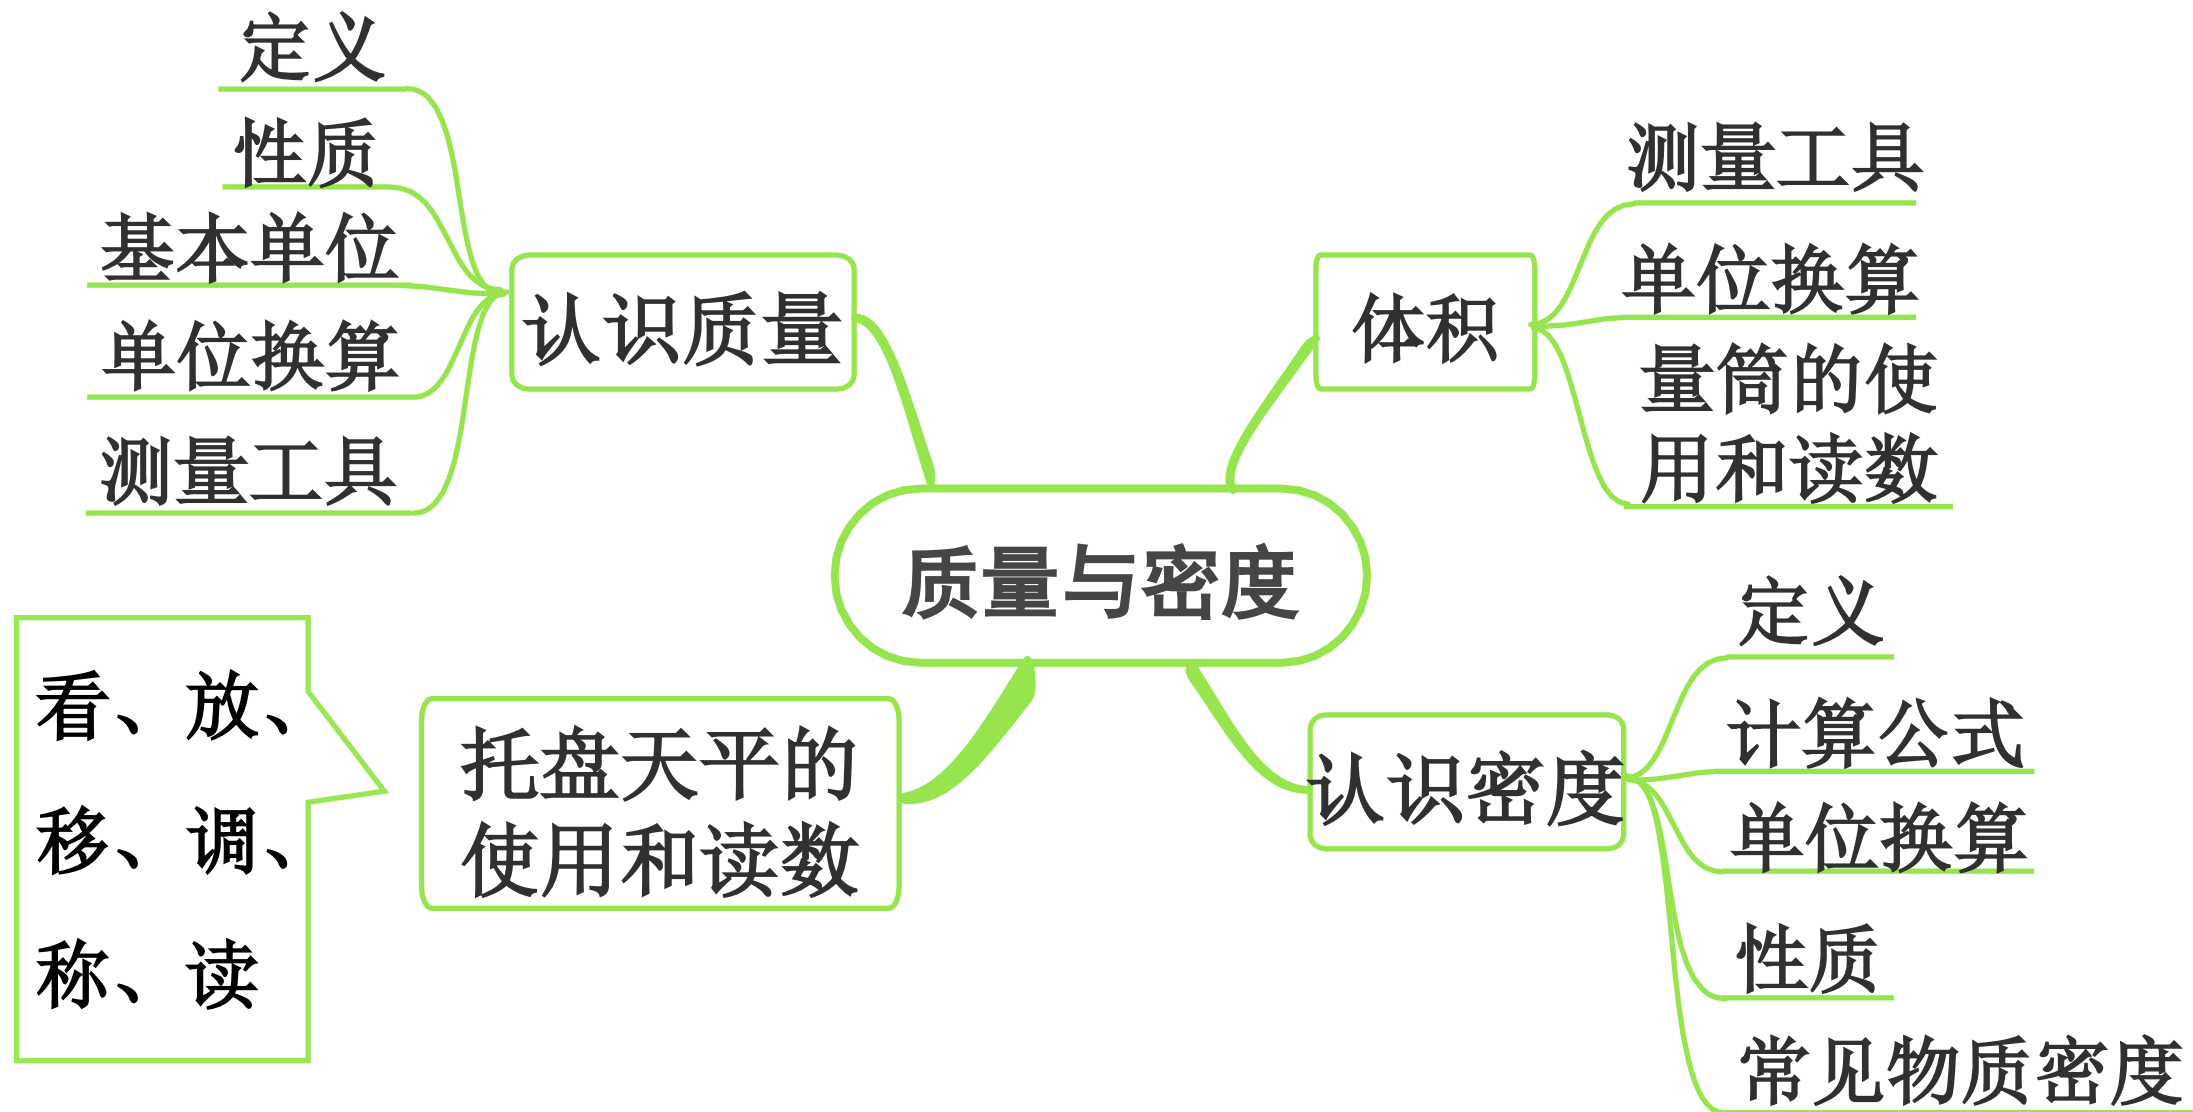 定义
性质
基本单位
单位换算
测量工具
认识质量
体积
测量工具
单位换算
量筒的使
用和读数
质量与密度
看、放、
移、调、
称、读
托盘天平的
使用和读数
认识密度
定义
计算公式
单位换算
性质
常见物质密度